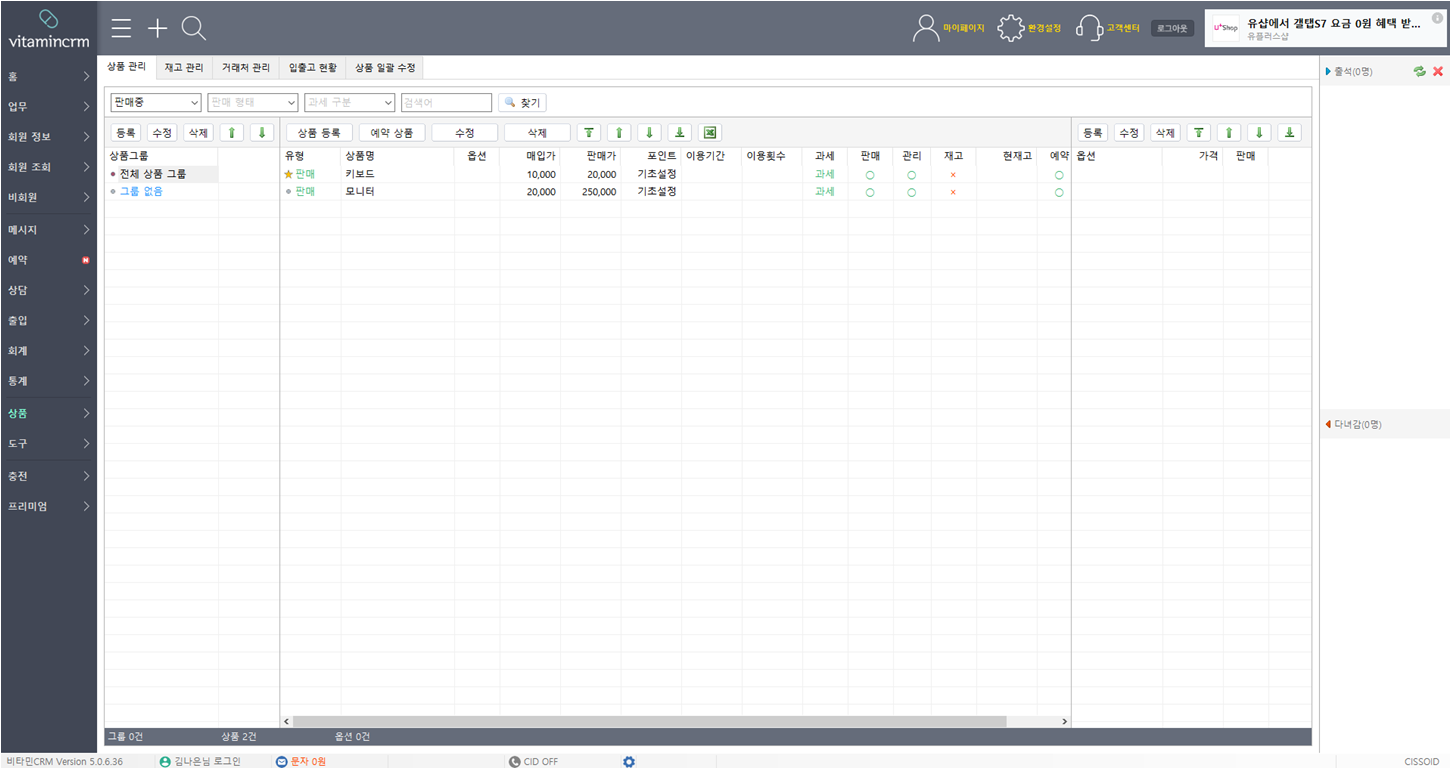 vitamincrm
마이페이지 환경설정 고객센터 로그아웃
U+Shop 유샵에서 갤탭S7 요금 0원 혜택 받...
유플러스샵
홈
업무
회원 정보
회원 조회
비회원
메시지
예약 N
상담
출입
회계
통계
상품
도구
충전
프리미엄
상품 관리 재고 관리 거래처 관리 입출고 현황 상품 일괄 수정
판매중 판매 형태 과세 구분 검색어 찾기
등록 수정 삭제 상품 등록 예약 상품 수정 삭제 등록 수정 삭제
상품그룹 유형 상품명 옵션 매입가 판매가 포인트 이용기간 이용횟수 과세 판매 관리 재고 현재고 예약 옵션 가격 판매
전체 상품 그룹 판매 키보드 10,000 20,000 기초설정 과세 ○ ○ × ○
그룹 없음 판매 모니터 20,000 250,000 기초설정 과세 ○ ○ × ○
출석(0명)
다녀감(0명)
그룹 0건 상품 2건 옵션 0건
비타민CRM Version 5.0.6.36 김나은님 로그인 문자 0원 CID OFF CISSOID